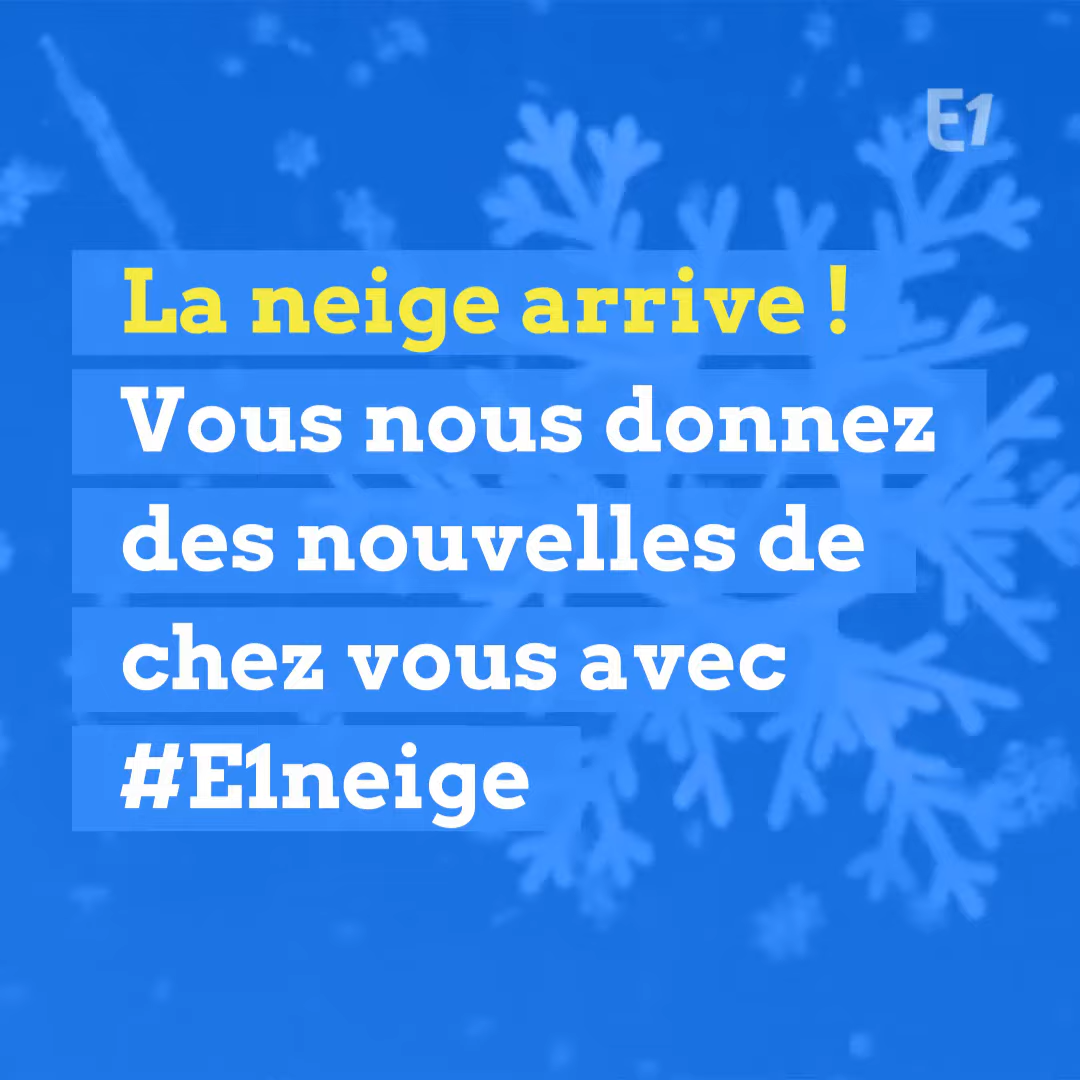 E1
La neige arrive !
Vous nous donnez
des nouvelles de
chez vous avec
#E1neige